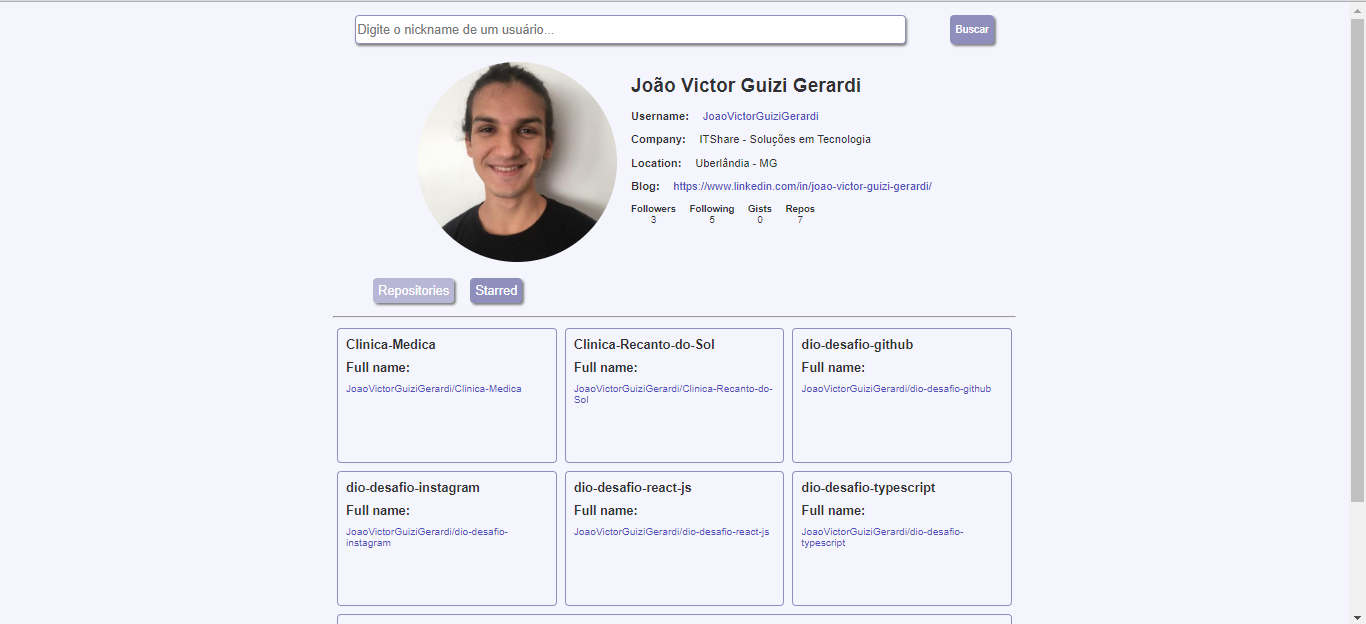 Digite o nickname de um usuário...
Buscar
João Victor Guizi Gerardi
Username: JoaoVictorGuiziGerardi
Company: ITShare - Soluções em Tecnologia
Location: Uberlândia - MG
Blog: https://www.linkedin.com/in/joao-victor-guizi-gerardi/
Followers Following Gists Repos
3 5 0 7
Repositories Starred
Clinica-Medica
Full name:
JoaoVictorGuiziGerardi/Clinica-Medica
Clinica-Recanto-do-Sol
Full name:
JoaoVictorGuiziGerardi/Clinica-Recanto-do-
Sol
dio-desafio-github
Full name:
JoaoVictorGuiziGerardi/dio-desafio-github
dio-desafio-instagram
Full name:
JoaoVictorGuiziGerardi/dio-desafio-
instagram
dio-desafio-react-js
Full name:
JoaoVictorGuiziGerardi/dio-desafio-react-js
dio-desafio-typescript
Full name:
JoaoVictorGuiziGerardi/dio-desafio-
typescript